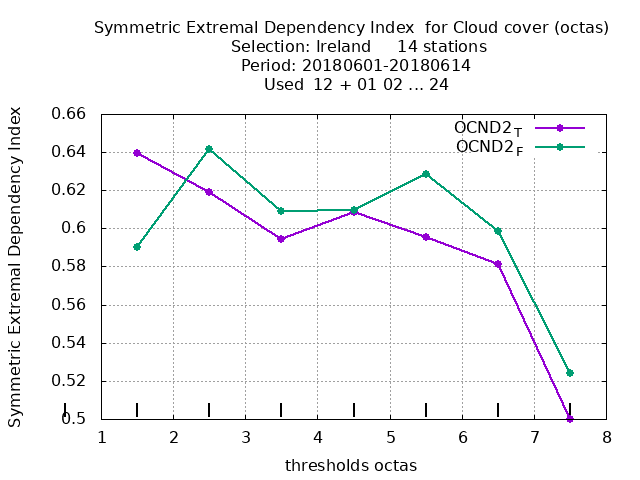 Symmetric Extremal Dependency Index  for Cloud cover (octas)
Selection: Ireland     14 stations
Period: 20180601-20180614
Used  12 + 01 02 ... 24
Symmetric Extremal Dependency Index
0.66
0.64
0.62
0.6
0.58
0.56
0.54
0.52
0.5
OCND2T
OCND2F
1 2 3 4 5 6 7 8
thresholds octas